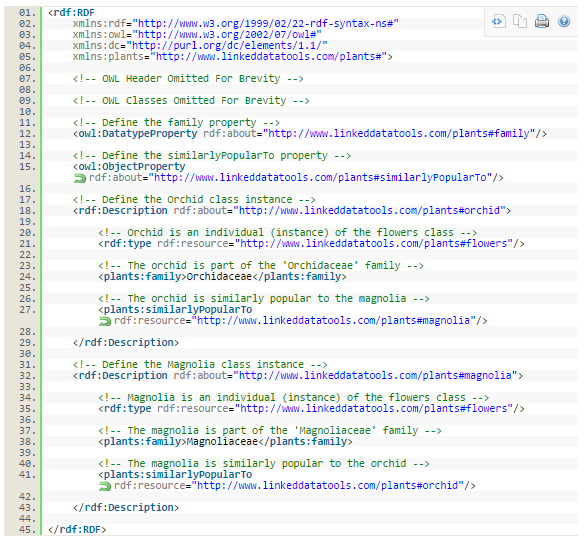 01. <rdf:RDF
02. xmlns:rdf="http://www.w3.org/1999/02/22-rdf-syntax-ns#"
03. xmlns:owl="http://www.w3.org/2002/07/owl#"
04. xmlns:dc="http://purl.org/dc/elements/1.1/"
05. xmlns:plants="http://www.linkeddatatools.com/plants#">
06.
07. <!-- OWL Header Omitted For Brevity -->
08.
09. <!-- OWL Classes Omitted For Brevity -->
10.
11. <!-- Define the family property -->
12. <owl:DatatypeProperty rdf:about="http://www.linkeddatatools.com/plants#family"/>
13.
14. <!-- Define the similarlyPopularTo property -->
15. <owl:ObjectProperty
rdf:about="http://www.linkeddatatools.com/plants#similarlyPopularTo"/>
16.
17. <!-- Define the Orchid class instance -->
18. <rdf:Description rdf:about="http://www.linkeddatatools.com/plants#orchid">
19.
20. <!-- Orchid is an individual (instance) of the flowers class -->
21. <rdf:type rdf:resource="http://www.linkeddatatools.com/plants#flowers"/>
22.
23. <!-- The orchid is part of the 'Orchidaceae' family -->
24. <plants:family>Orchidaceae</plants:family>
25.
26. <!-- The orchid is similarly popular to the magnolia -->
27. <plants:similarlyPopularTo
rdf:resource="http://www.linkeddatatools.com/plants#magnolia"/>
28.
29. </rdf:Description>
30.
31. <!-- Define the Magnolia class instance -->
32. <rdf:Description rdf:about="http://www.linkeddatatools.com/plants#magnolia">
33.
34. <!-- Magnolia is an individual (instance) of the flowers class -->
35. <rdf:type rdf:resource="http://www.linkeddatatools.com/plants#flowers"/>
36.
37. <!-- The magnolia is part of the 'Magnoliaceae' family -->
38. <plants:family>Magnoliaceae</plants:family>
39.
40. <!-- The magnolia is similarly popular to the orchid -->
41. <plants:similarlyPopularTo
rdf:resource="http://www.linkeddatatools.com/plants#orchid"/>
42.
43. </rdf:Description>
44.
45. </rdf:RDF>